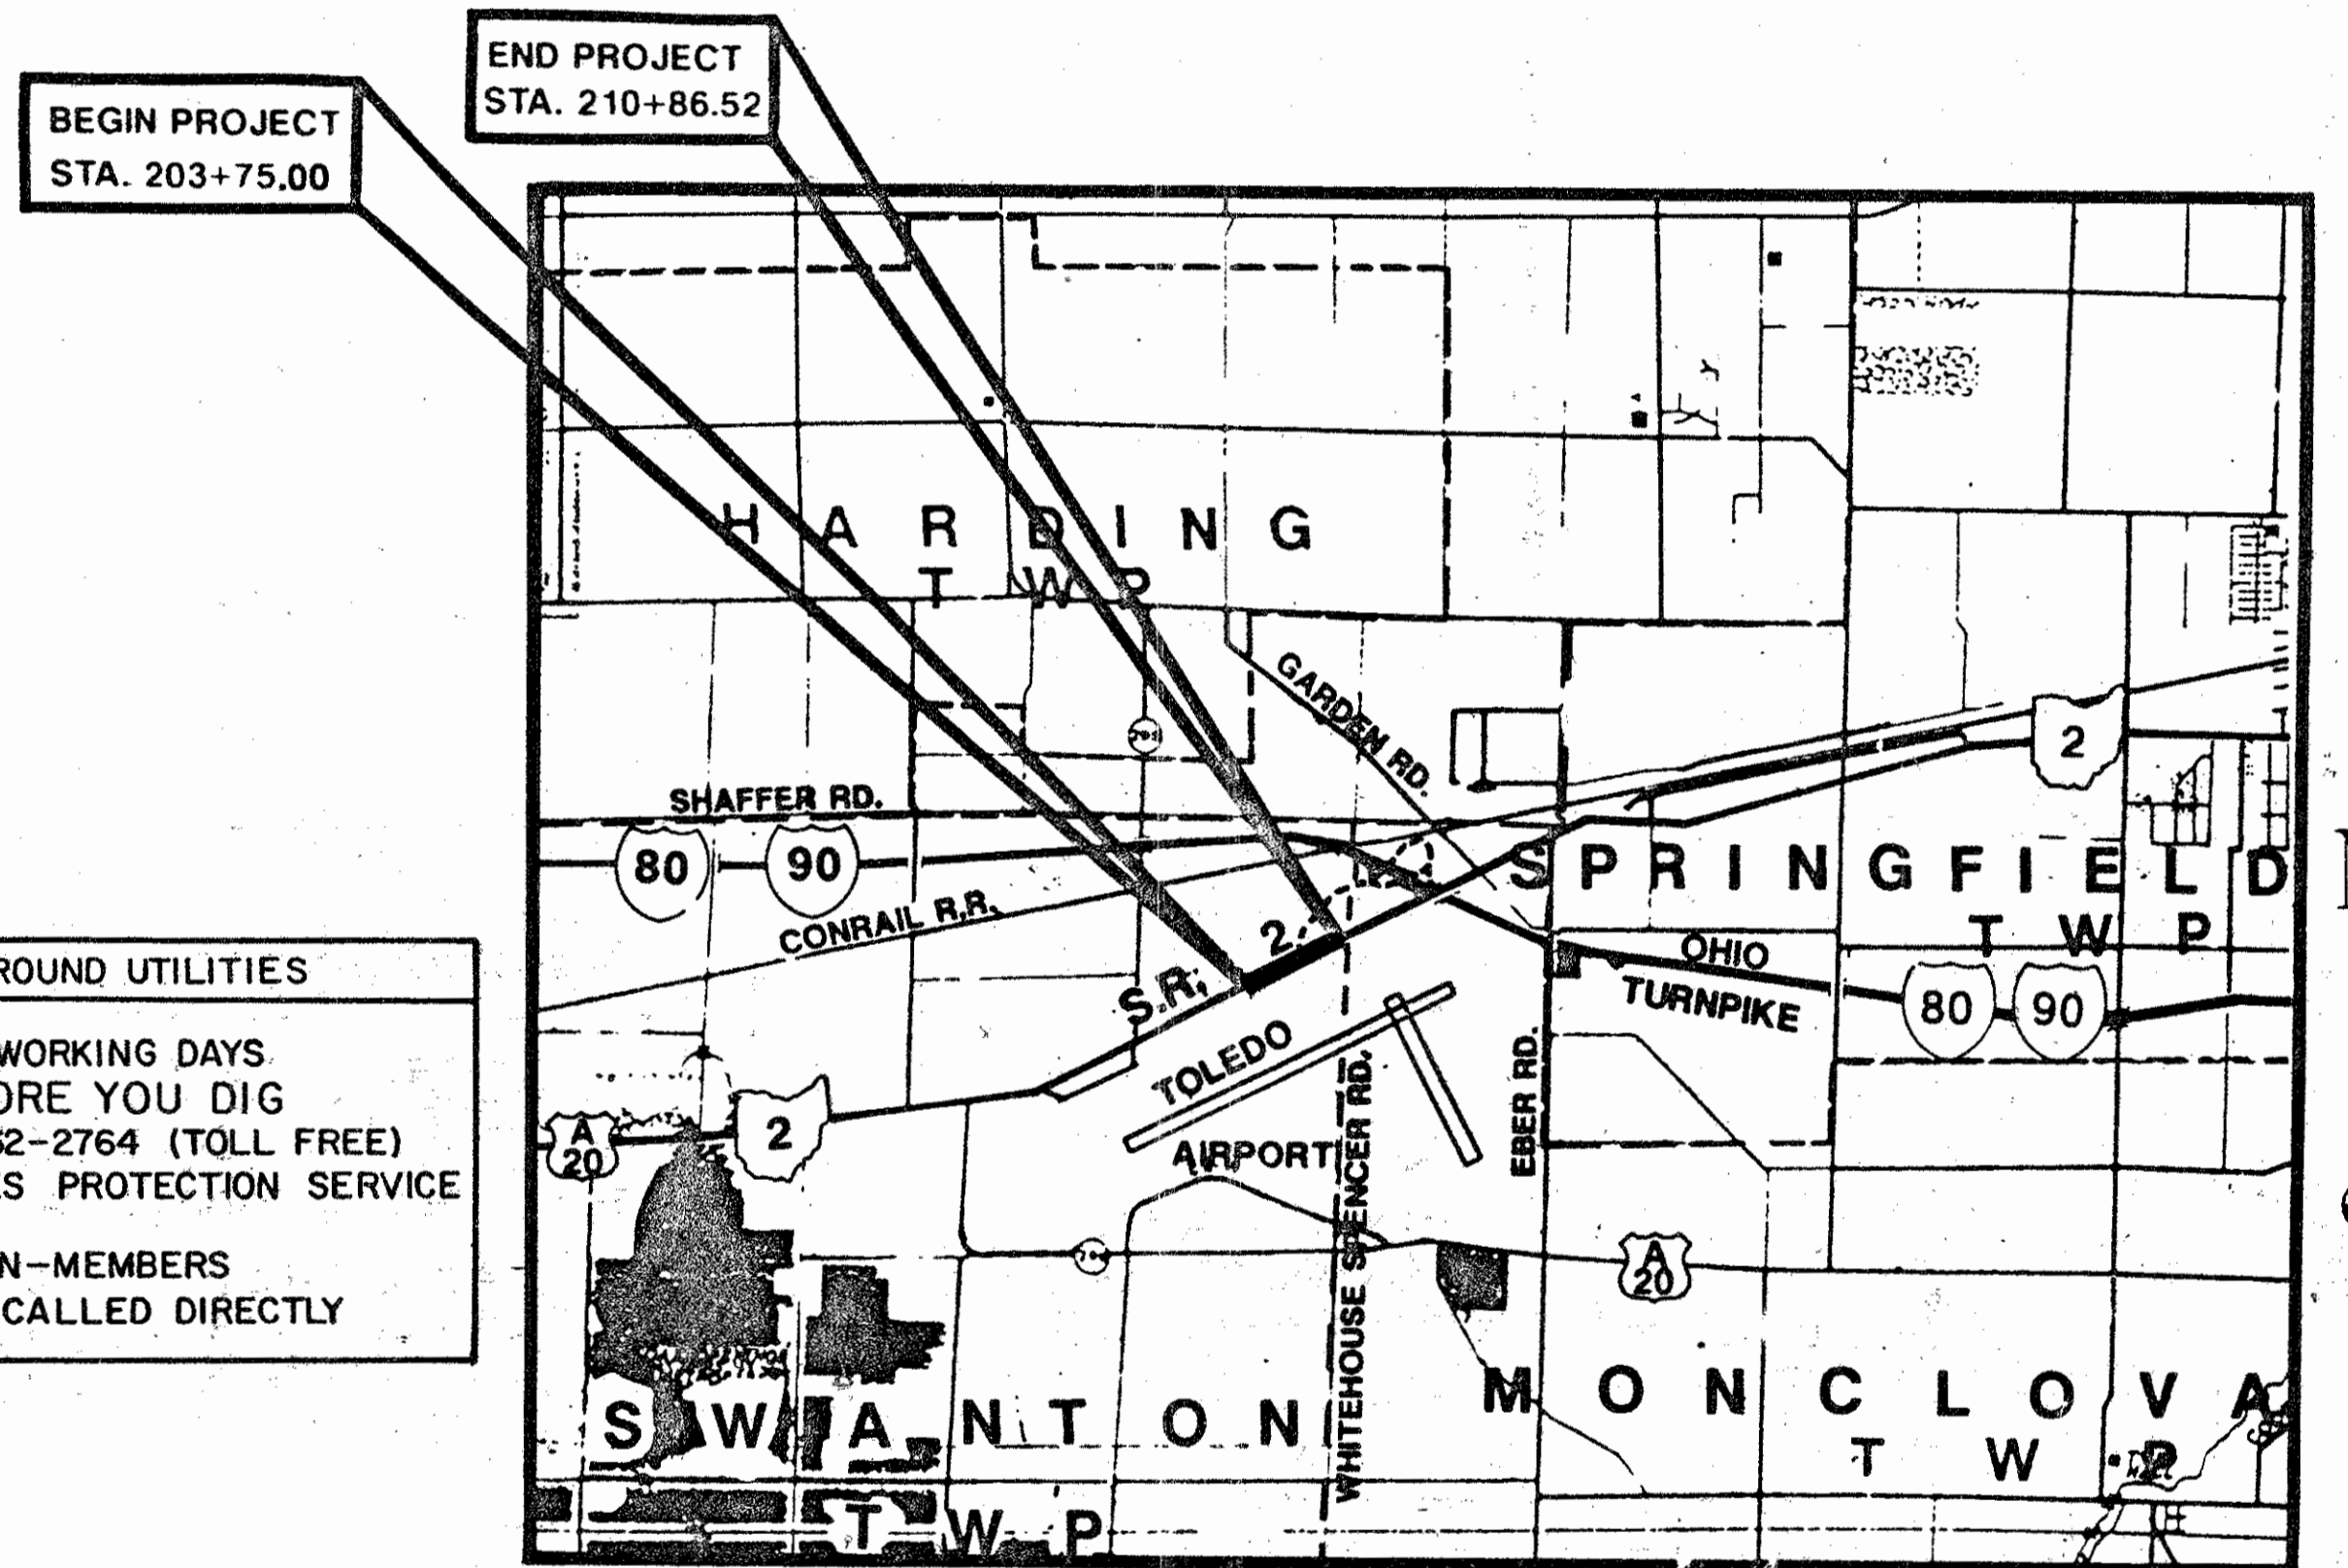 END PROJECT
STA. 210+86.52
BEGIN PROJECT
STA. 203+75.00
HARDING
TWP
GARDEN RD.
2
SHAFFER RD.
80
90
SPRINGFIELD
TWP
CONRAIL R.R.
S.R. 2
OHIO
TURNPIKE
80
90
TOLEDO
AIRPORT
WHITEHOUSE SPENCER RD.
EBER RD.
A
20
2
A
20
MONCLOVA
TWP
SWANTON
TWP
ROUND UTILITIES
WORKING DAYS
ORE YOU DIG
52-2764 (TOLL FREE)
ES PROTECTION SERVICE
N-MEMBERS
CALLED DIRECTLY